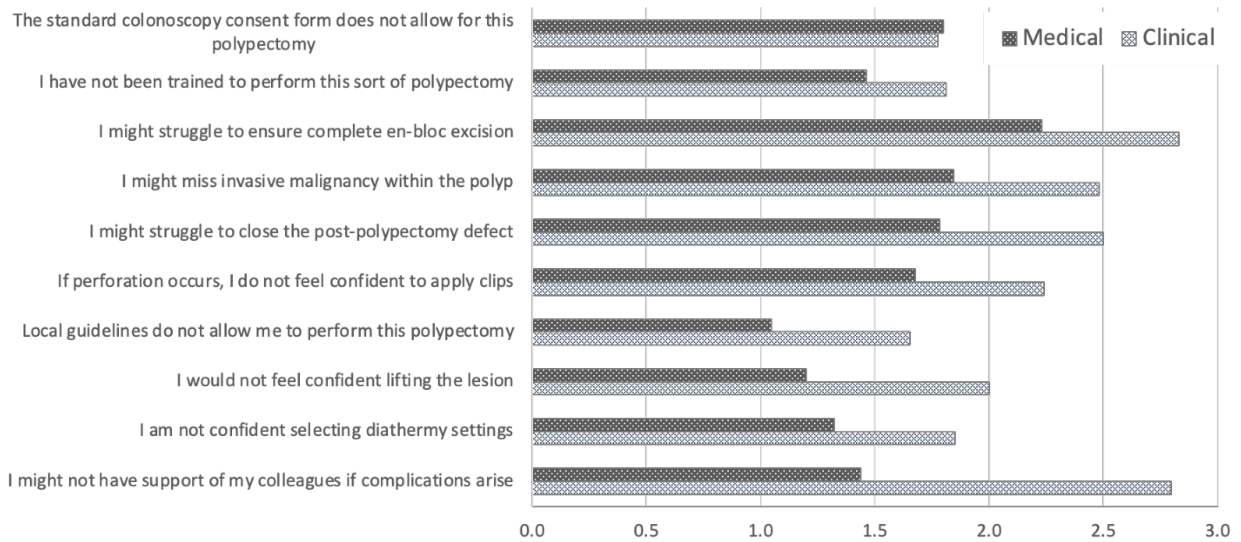 The standard colonoscopy consent form does not allow for this
polypectomy
Medical
Clinical
I have not been trained to perform this sort of polypectomy
I might struggle to ensure complete en-bloc excision
I might miss invasive malignancy within the polyp
I might struggle to close the post-polypectomy defect
If perforation occurs, I do not feel confident to apply clips
Local guidelines do not allow me to perform this polypectomy
I would not feel confident lifting the lesion
I am not confident selecting diathermy settings
I might not have support of my colleagues if complications arise
0.0 0.5 1.0 1.5 2.0 2.5 3.0